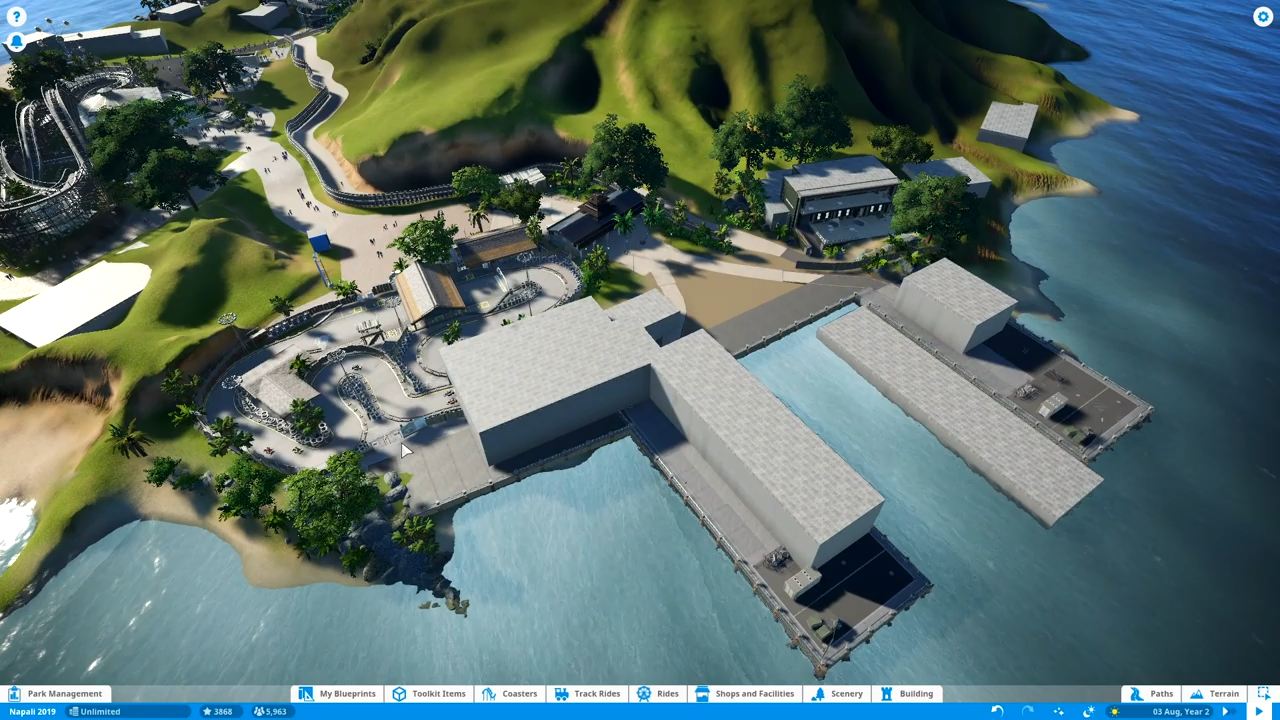 ?
Park Management
My Blueprints
Toolkit Items
Coasters
Track Rides
Rides
Shops and Facilities
Scenery
Building
Paths
Terrain
Napali 2019
Unlimited
3868
5,963
03 Aug, Year 2